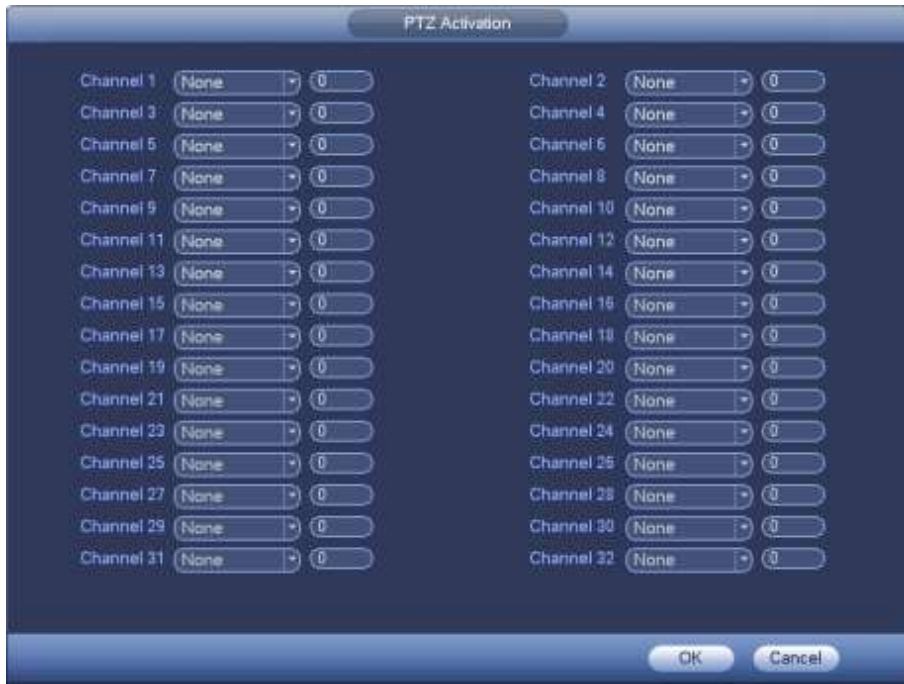 PTZ Activation
Channel 1 None 0 Channel 2 None 0
Channel 3 None 0 Channel 4 None 0
Channel 5 None 0 Channel 6 None 0
Channel 7 None 0 Channel 8 None 0
Channel 9 None 0 Channel 10 None 0
Channel 11 None 0 Channel 12 None 0
Channel 13 None 0 Channel 14 None 0
Channel 15 None 0 Channel 16 None 0
Channel 17 None 0 Channel 18 None 0
Channel 19 None 0 Channel 20 None 0
Channel 21 None 0 Channel 22 None 0
Channel 23 None 0 Channel 24 None 0
Channel 25 None 0 Channel 26 None 0
Channel 27 None 0 Channel 28 None 0
Channel 29 None 0 Channel 30 None 0
Channel 31 None 0 Channel 32 None 0
OK Cancel